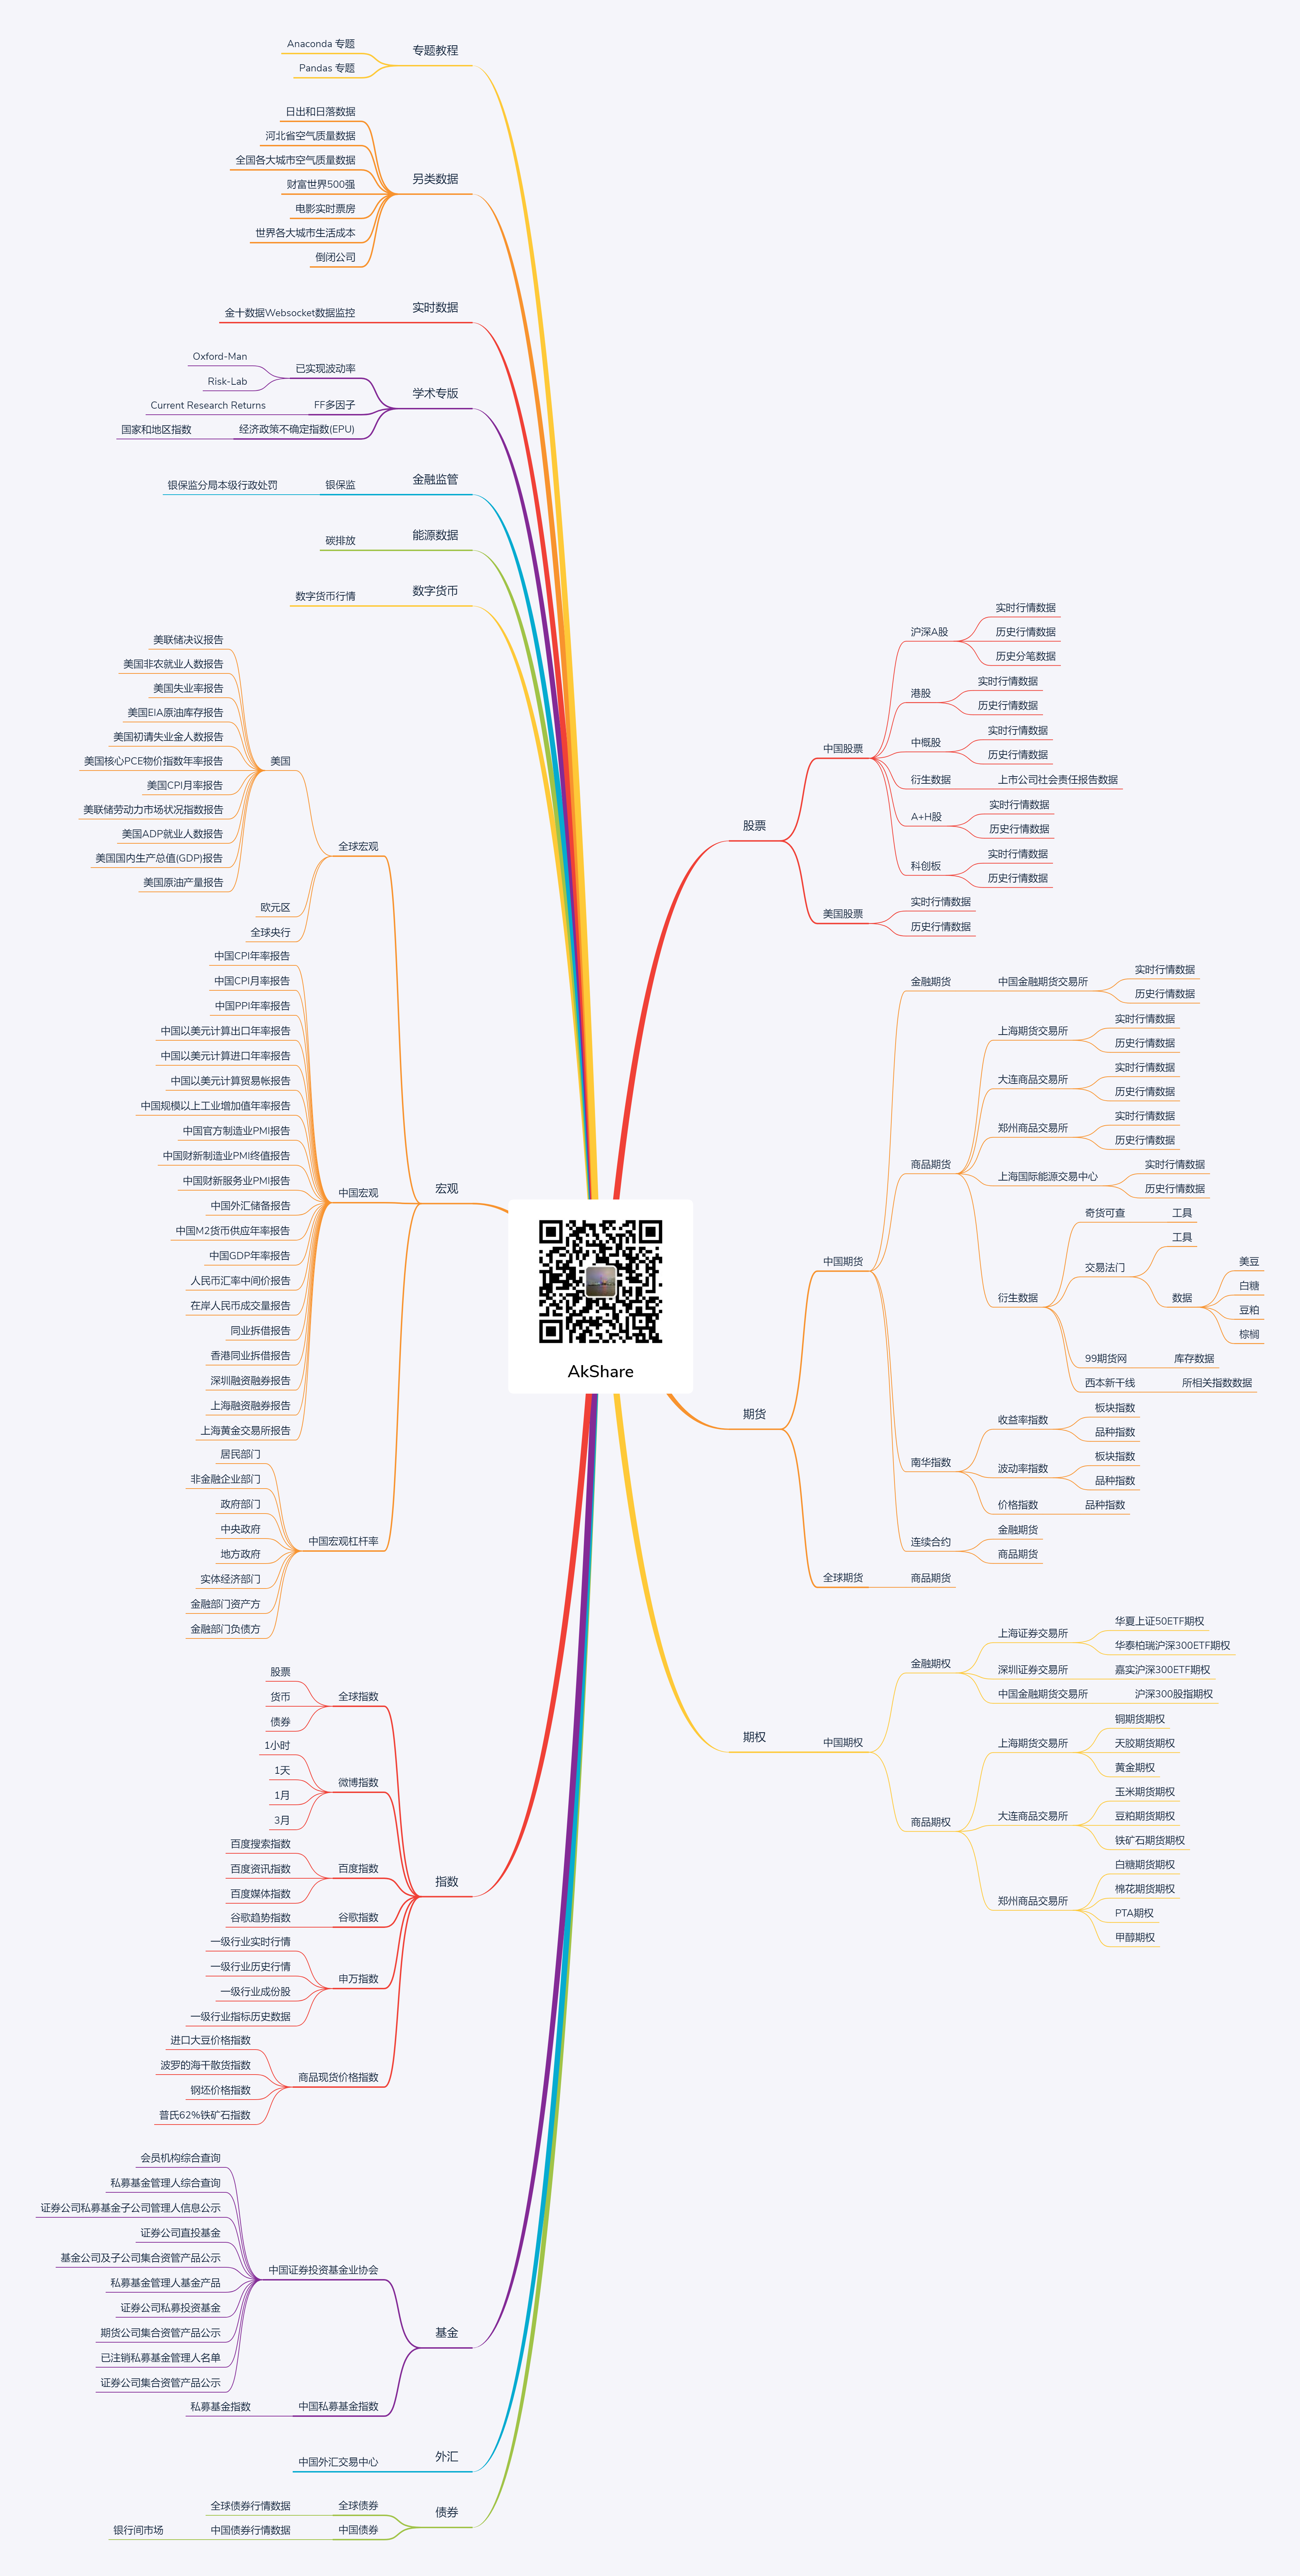 专题教程
Anaconda 专题
Pandas 专题
另类数据
日出和日落数据
河北省空气质量数据
全国各大城市空气质量数据
财富世界500强
电影实时票房
世界各大城市生活成本
倒闭公司
实时数据
金十数据Websocket数据监控
学术专版
已实现波动率
Oxford-Man
Risk-Lab
FF多因子
Current Research Returns
经济政策不确定指数(EPU)
国家和地区指数
金融监管
银保监
银保监分局本级行政处罚
能源数据
碳排放
数字货币
数字货币行情
宏观
全球宏观
美国
美联储决议报告
美国非农就业人数报告
美国失业率报告
美国EIA原油库存报告
美国初请失业金人数报告
美国核心PCE物价指数年率报告
美国CPI月率报告
美联储劳动力市场状况指数报告
美国ADP就业人数报告
美国国内生产总值(GDP)报告
美国原油产量报告
欧元区
全球央行
中国宏观
中国CPI年率报告
中国CPI月率报告
中国PPI年率报告
中国以美元计算出口年率报告
中国以美元计算进口年率报告
中国以美元计算贸易帐报告
中国规模以上工业增加值年率报告
中国官方制造业PMI报告
中国财新制造业PMI终值报告
中国财新服务业PMI报告
中国外汇储备报告
中国M2货币供应年率报告
中国GDP年率报告
人民币汇率中间价报告
在岸人民币成交量报告
同业拆借报告
香港同业拆借报告
深圳融资融券报告
上海融资融券报告
上海黄金交易所报告
中国宏观杠杆率
居民部门
非金融企业部门
政府部门
中央政府
地方政府
实体经济部门
金融部门资产方
金融部门负债方
指数
全球指数
股票
货币
债券
微博指数
1小时
1天
1月
3月
百度指数
百度搜索指数
百度资讯指数
百度媒体指数
谷歌指数
谷歌趋势指数
申万指数
一级行业实时行情
一级行业历史行情
一级行业成份股
一级行业指标历史数据
商品现货价格指数
进口大豆价格指数
波罗的海干散货指数
钢坯价格指数
普氏62%铁矿石指数
基金
中国证券投资基金业协会
会员机构综合查询
私募基金管理人综合查询
证券公司私募基金子公司管理人信息公示
证券公司直投基金
基金公司及子公司集合资管产品公示
私募基金管理人基金产品
证券公司私募投资基金
期货公司集合资管产品公示
已注销私募基金管理人名单
证券公司集合资管产品公示
中国私募基金指数
私募基金指数
外汇
中国外汇交易中心
债券
全球债券
全球债券行情数据
中国债券
中国债券行情数据
银行间市场
AkShare
股票
中国股票
沪深A股
实时行情数据
历史行情数据
历史分笔数据
港股
实时行情数据
历史行情数据
中概股
实时行情数据
历史行情数据
衍生数据
上市公司社会责任报告数据
A+H股
实时行情数据
历史行情数据
科创板
实时行情数据
历史行情数据
美国股票
实时行情数据
历史行情数据
期货
中国期货
金融期货
中国金融期货交易所
实时行情数据
历史行情数据
商品期货
上海期货交易所
实时行情数据
历史行情数据
大连商品交易所
实时行情数据
历史行情数据
郑州商品交易所
实时行情数据
历史行情数据
上海国际能源交易中心
实时行情数据
历史行情数据
衍生数据
奇货可查
工具
交易法门
工具
数据
美豆
白糖
豆粕
棕榈
99期货网
库存数据
西本新干线
所相关指数数据
南华指数
收益率指数
板块指数
品种指数
波动率指数
板块指数
品种指数
价格指数
品种指数
连续合约
金融期货
商品期货
全球期货
商品期货
期权
中国期权
金融期权
上海证券交易所
华夏上证50ETF期权
华泰柏瑞沪深300ETF期权
深圳证券交易所
嘉实沪深300ETF期权
中国金融期货交易所
沪深300股指期权
商品期权
上海期货交易所
铜期货期权
天胶期货期权
黄金期权
大连商品交易所
玉米期货期权
豆粕期货期权
铁矿石期货期权
郑州商品交易所
白糖期货期权
棉花期货期权
PTA期权
甲醇期权